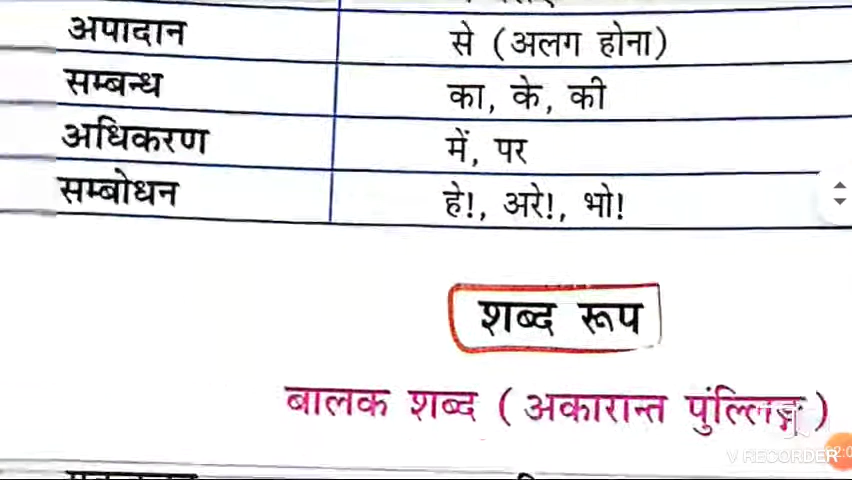 अपादान से (अलग होना)
सम्बन्ध का, के, की
अधिकरण में, पर
सम्बोधन हे!, अरे!, भो!
शब्द रूप
बालक शब्द ( अकारान्त पुंल्लिङ्ग )
V RECORDER